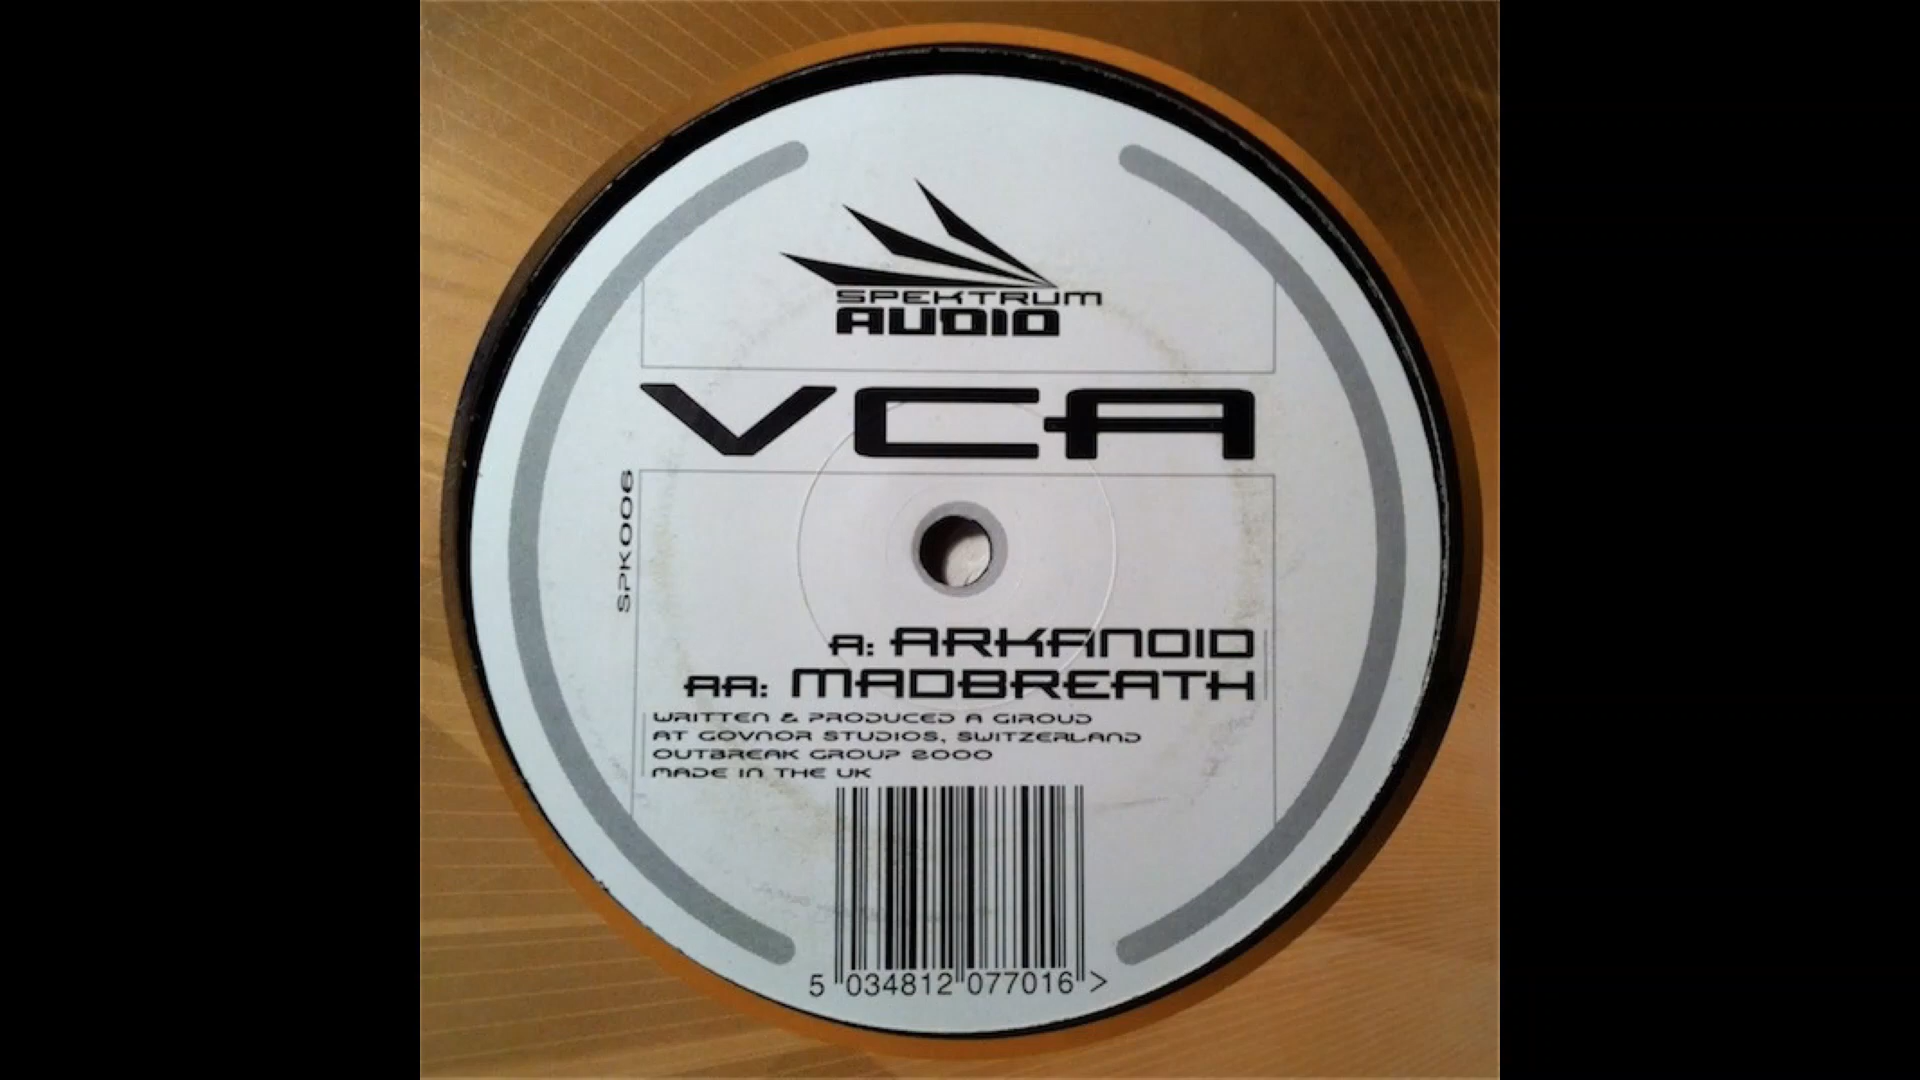 SPEKTRUM
AUDIO
VCA
SPK006
A: ARKANOID
AA: MADBREATH
WRITTEN & PRODUCED A GIROUD
AT GOVNOR STUDIOS, SWITZERLAND
OUTBREAK GROUP 2000
MADE IN THE UK
5 034812 077016 >